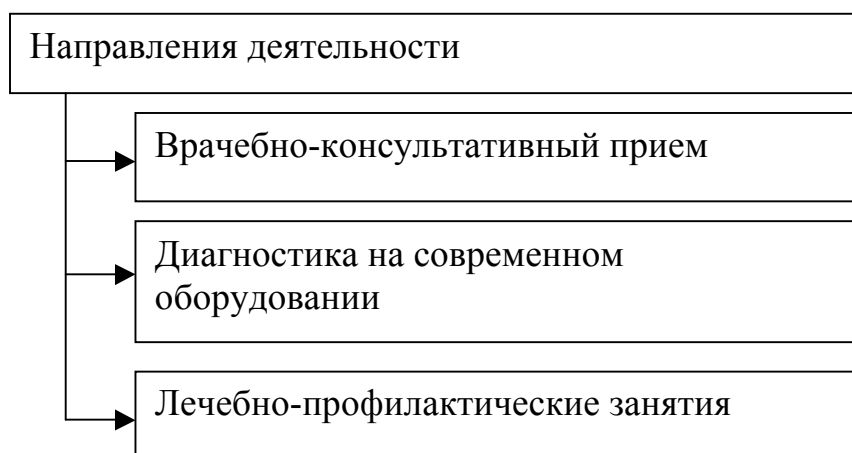 Направления деятельности
Врачебно-консультативный прием
Диагностика на современном
оборудовании
Лечебно-профилактические занятия